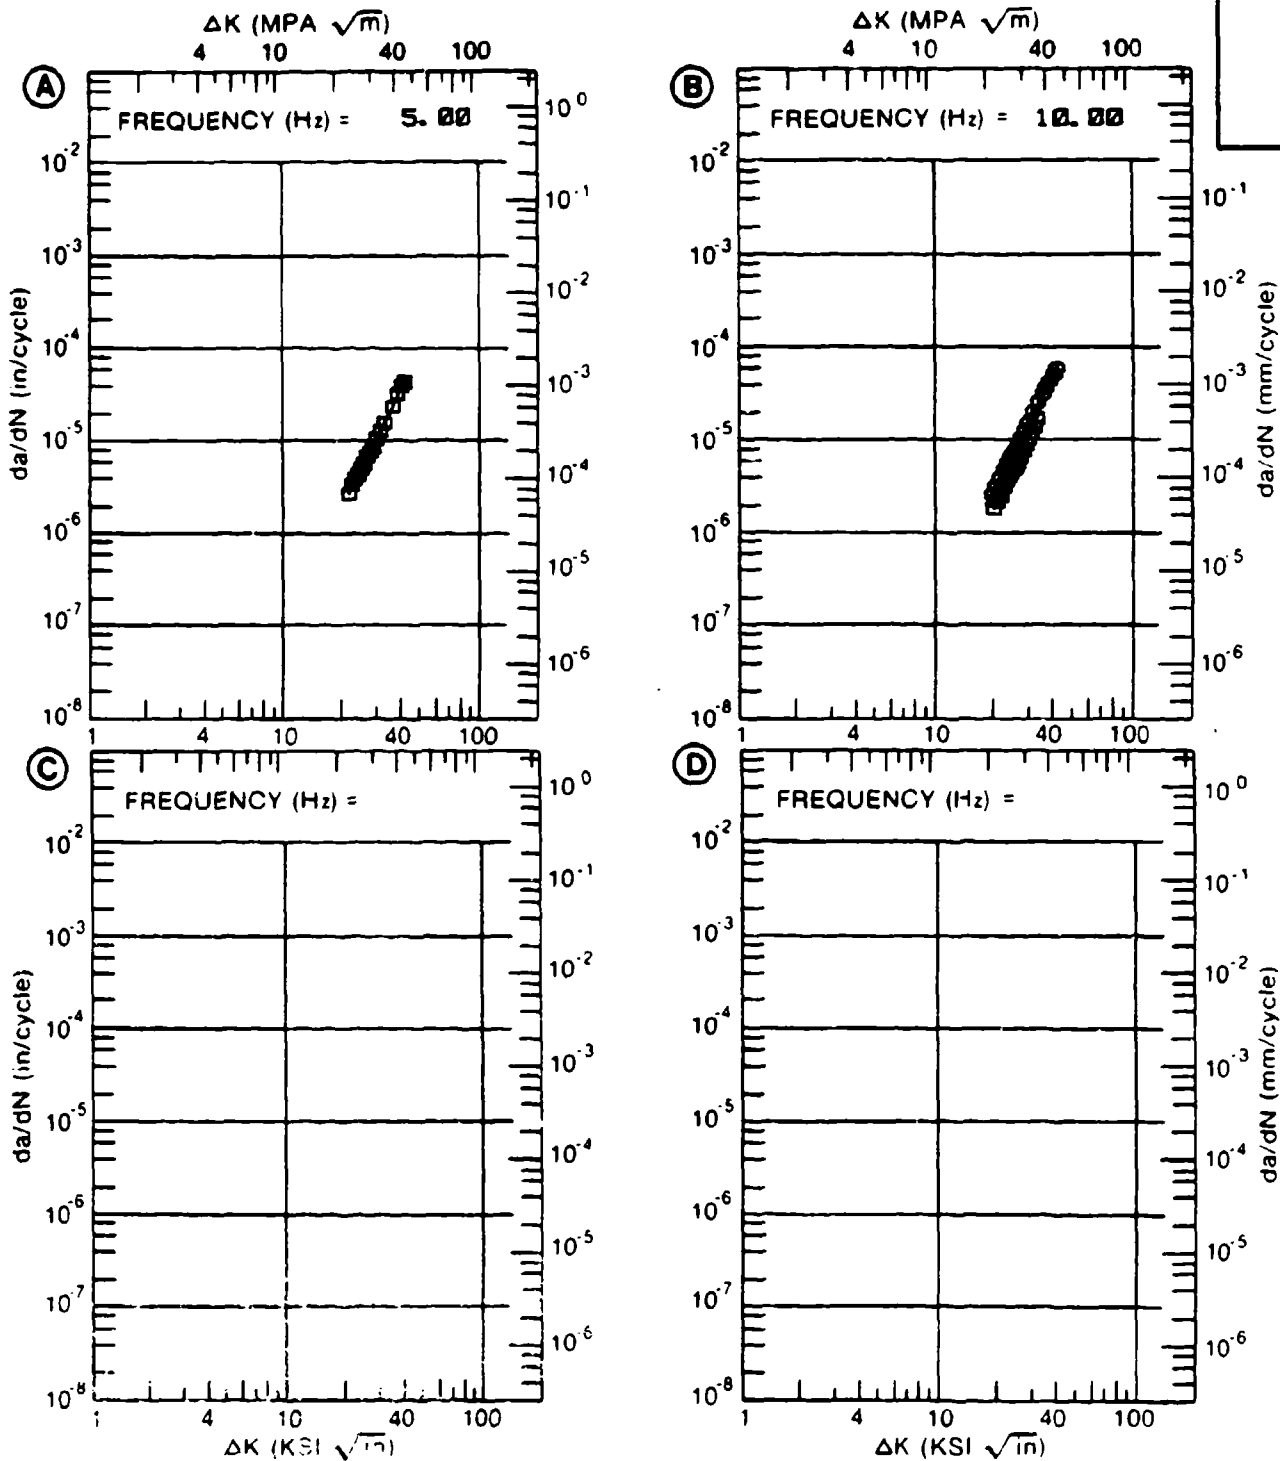 ΔK (MPA √m)
4 10 40 100
A
FREQUENCY (Hz) = 5.00
10^0
10^-2
10^-1
10^-3
10^-2
10^-4
10^-3
10^-5
10^-4
10^-6
10^-5
10^-7
10^-6
10^-8
da/dN (in/cycle)
1 4 10 40 100
ΔK (MPA √m)
4 10 40 100
B
FREQUENCY (Hz) = 10.00
10^-2
10^-1
10^-3
10^-2
10^-4
10^-3
10^-5
10^-4
10^-6
10^-5
10^-7
10^-6
10^-8
da/dN (mm/cycle)
1 4 10 40 100
C
FREQUENCY (Hz) =
10^0
10^-2
10^-1
10^-3
10^-2
10^-4
10^-3
10^-5
10^-4
10^-6
10^-5
10^-7
10^-6
10^-8
da/dN (in/cycle)
1 4 10 40 100
ΔK (KSI √in)
D
FREQUENCY (Hz) =
10^0
10^-2
10^-1
10^-3
10^-2
10^-4
10^-3
10^-5
10^-4
10^-6
10^-5
10^-7
10^-6
10^-8
da/dN (mm/cycle)
1 4 10 40 100
ΔK (KSI √in)